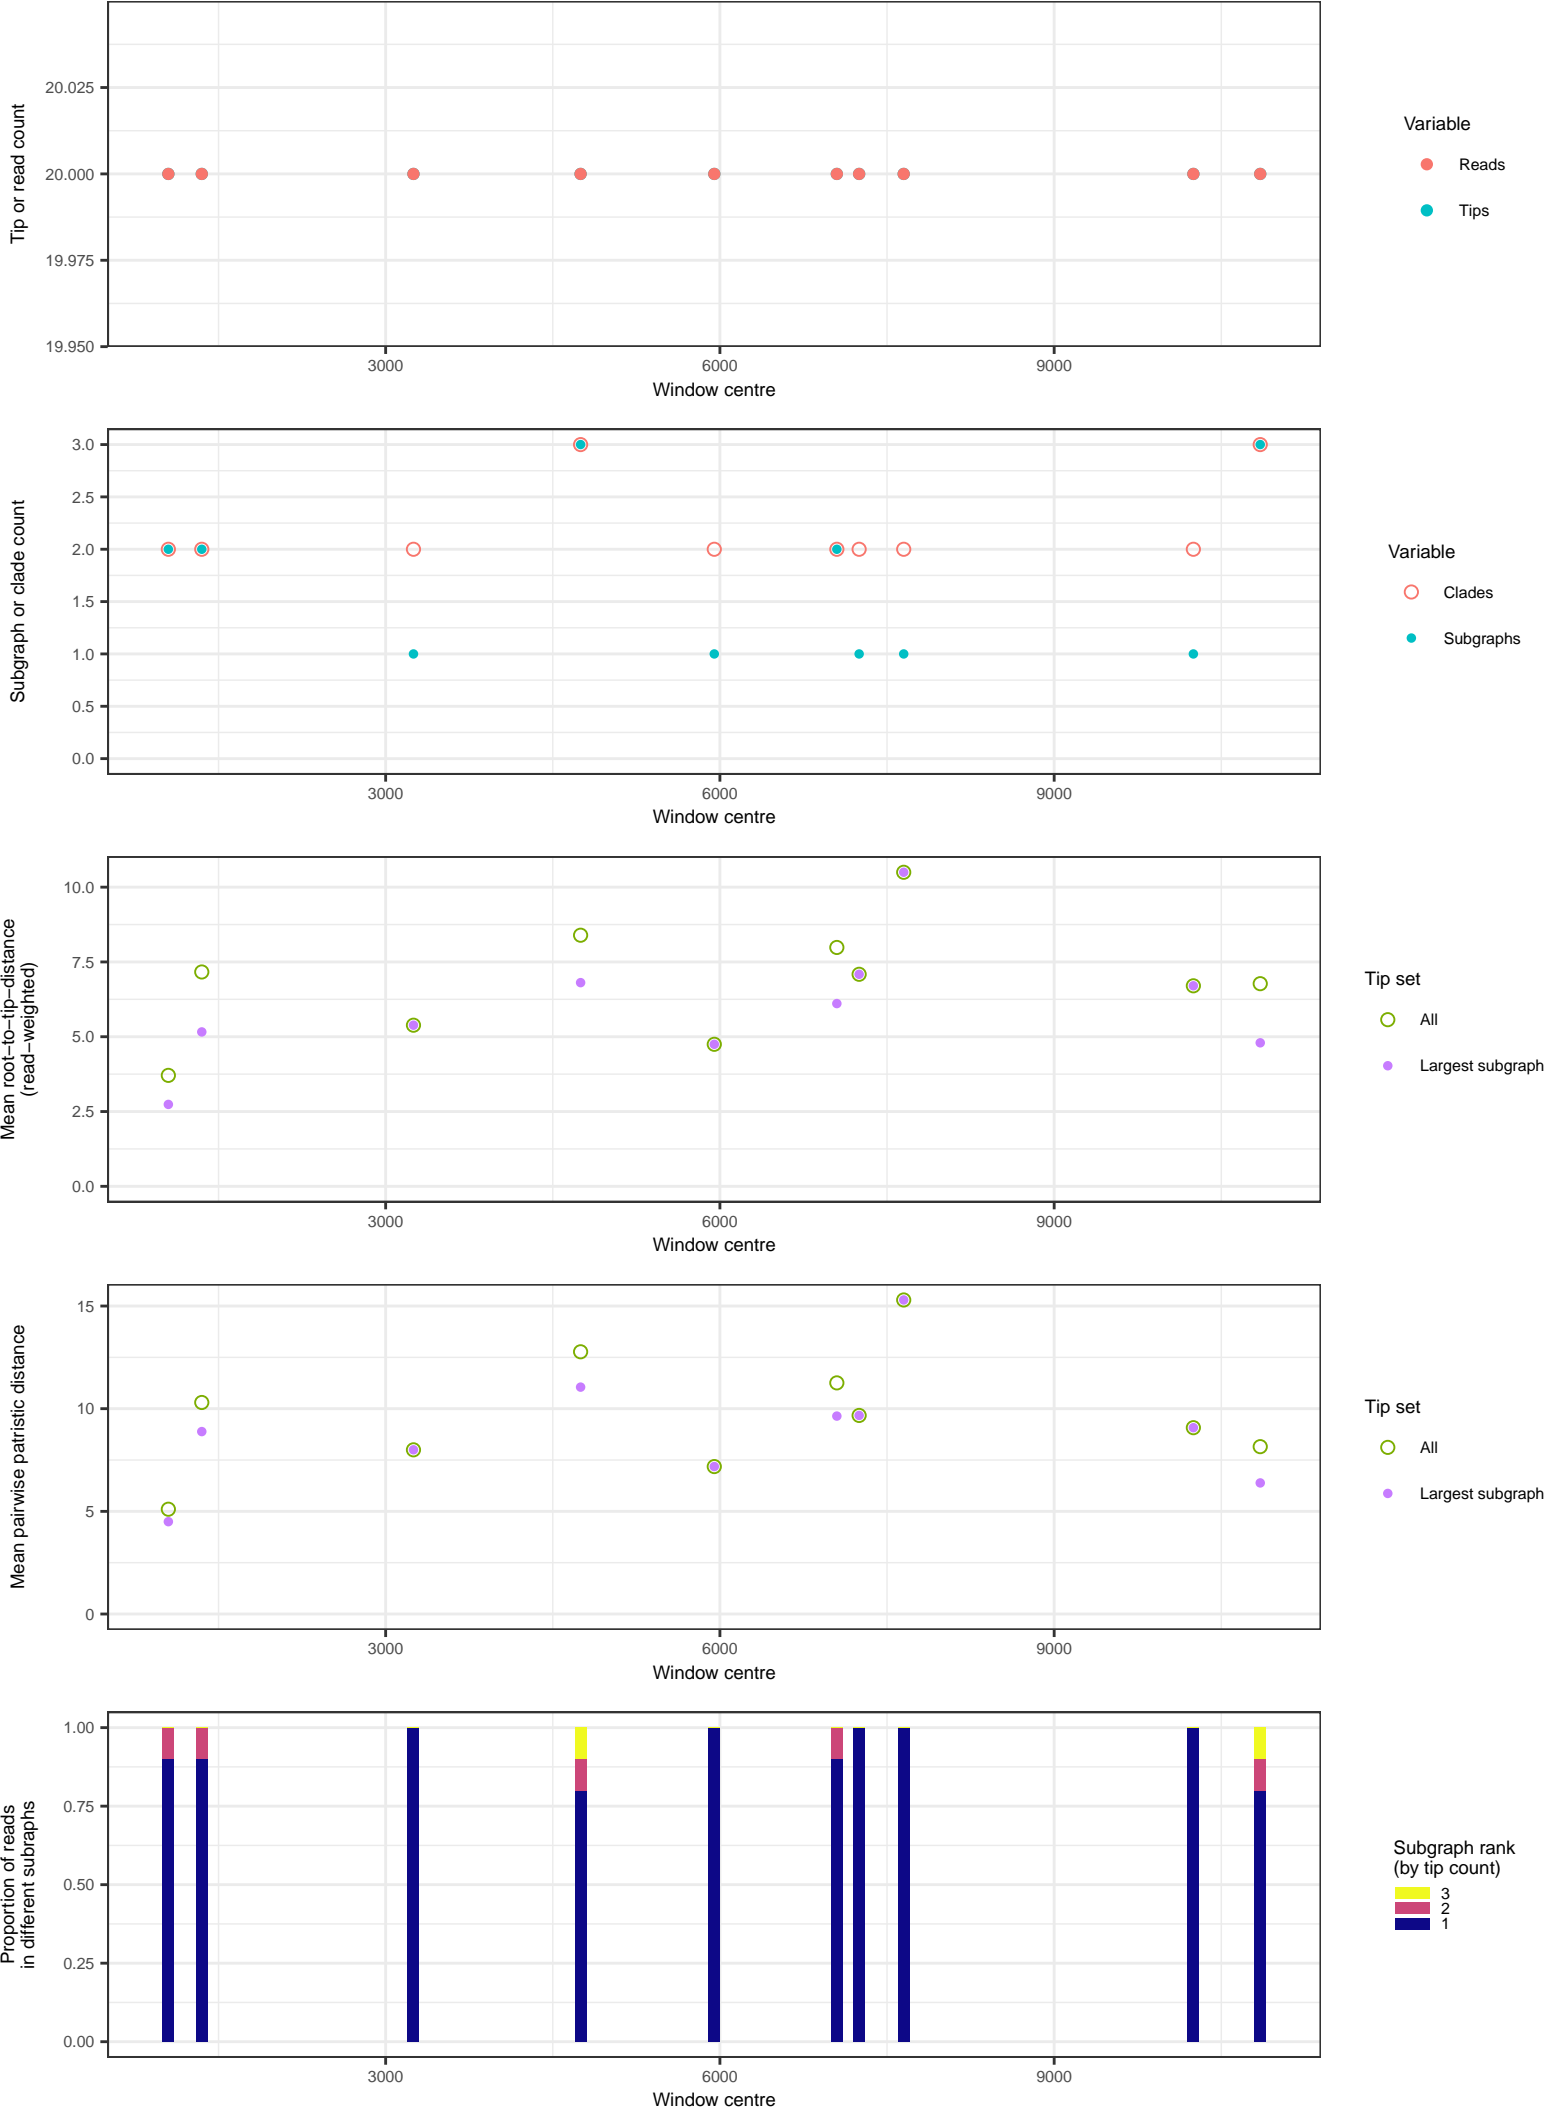 Tip or read count
20.025
20.000
19.975
19.950
3000
6000
9000
Window centre
Variable
Reads
Tips
Subgraph or clade count
3.0
2.5
2.0
1.5
1.0
0.5
0.0
3000
6000
9000
Window centre
Variable
Clades
Subgraphs
Mean root−to−tip−distance
(read−weighted)
10.0
7.5
5.0
2.5
0.0
3000
6000
9000
Window centre
Tip set
All
Largest subgraph
Mean pairwise patristic distance
15
10
5
0
3000
6000
9000
Window centre
Tip set
All
Largest subgraph
Proportion of reads
in different subraphs
1.00
0.75
0.50
0.25
0.00
3000
6000
9000
Window centre
Subgraph rank
(by tip count)
3
2
1